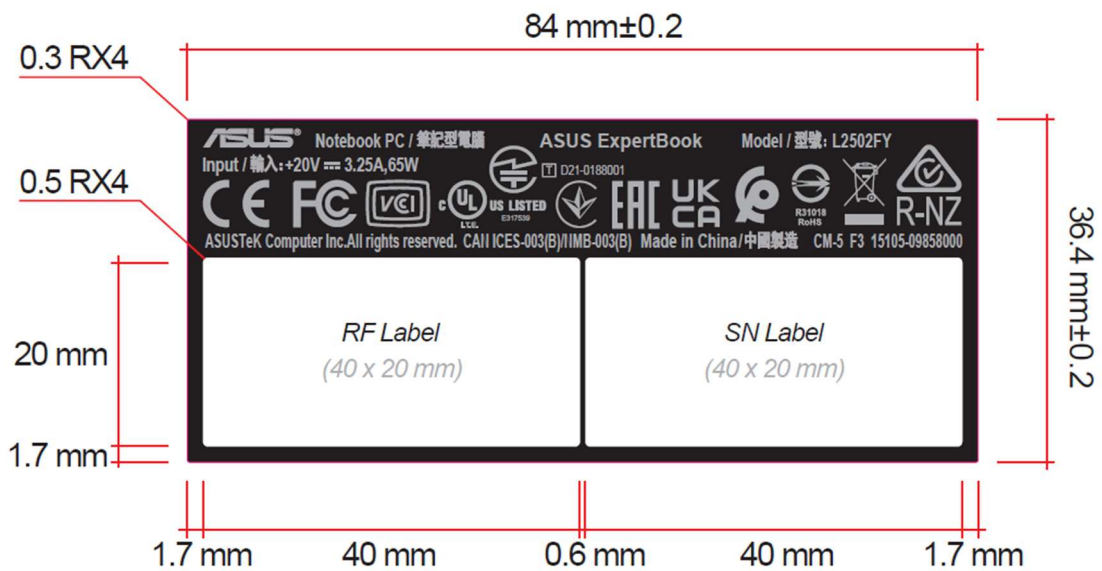 84 mm±0.2
0.3 RX4
ASUS® Notebook PC / 筆記型電腦 ASUS ExpertBook Model / 型號: L2502FY
Input / 輸入:+20V ⎓ 3.25A,65W
T D21-0188001
0.5 RX4
CE FC VCI c UL US LISTED EAC UK CA R-NZ
I.T.E. E317539 R31018
RoHS
ASUSTeK Computer Inc.All rights reserved. CAN ICES-003(B)/NMB-003(B) Made in China/中國製造 CM-5 F3 15105-09858000
36.4 mm±0.2
RF Label SN Label
20 mm (40 x 20 mm) (40 x 20 mm)
1.7 mm
1.7 mm 40 mm 0.6 mm 40 mm 1.7 mm